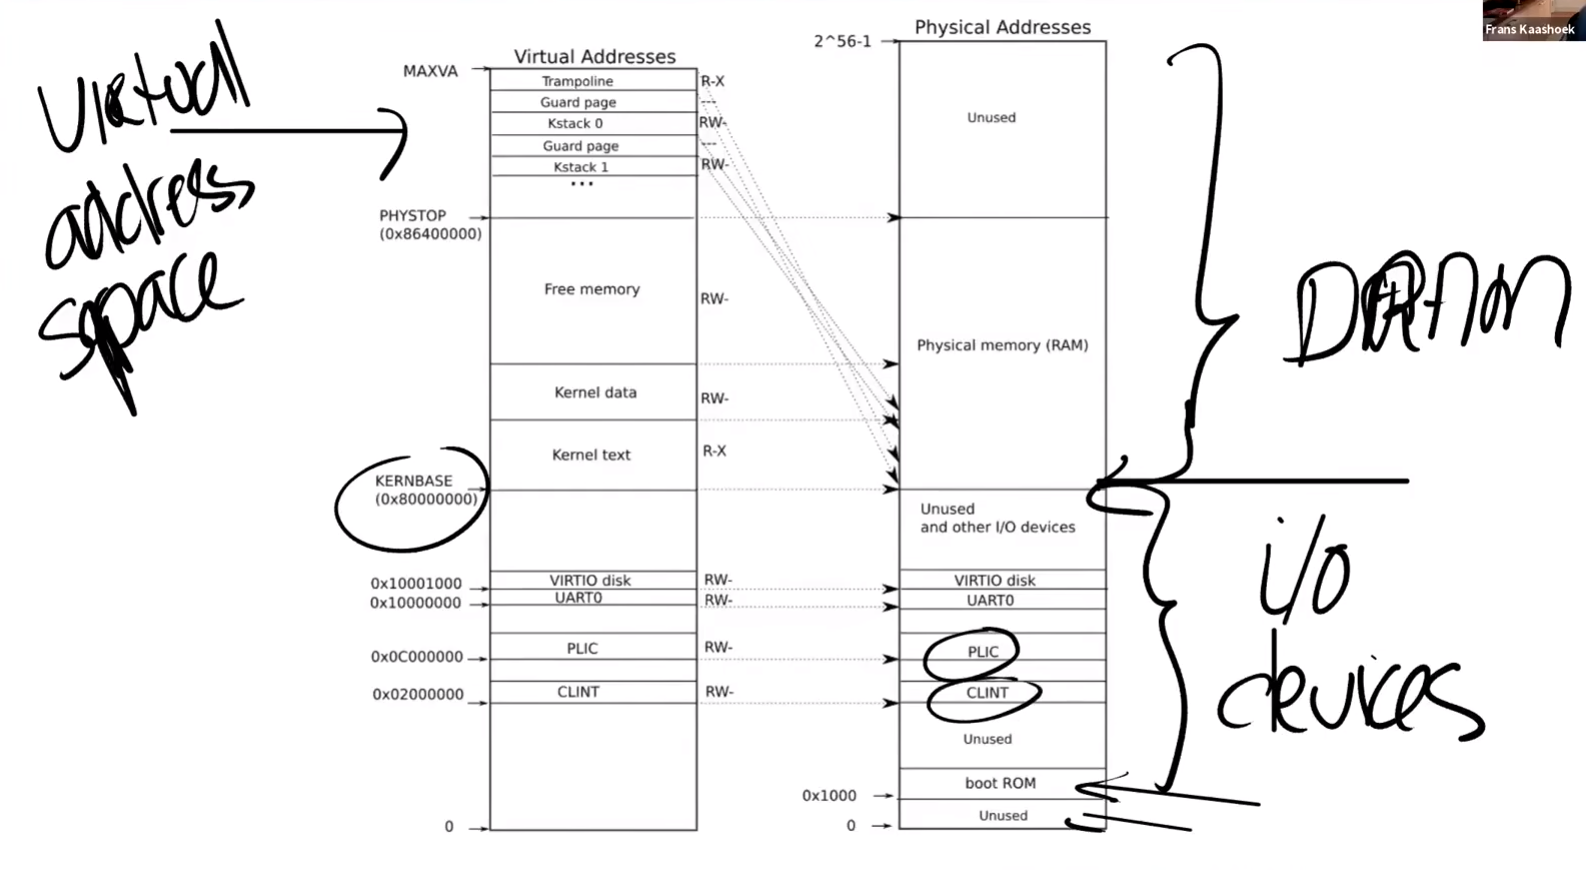 Frans Kaashoek
Physical Addresses
2^56-1
Virtual Addresses
MAXVA
Trampoline
R-X
Guard page
---
Kstack 0
RW-
Guard page
---
Kstack 1
RW-
...
Unused
virtual
address
space
PHYSTOP
(0x86400000)
Free memory
RW-
Physical memory (RAM)
DRAM
Kernel data
RW-
Kernel text
R-X
KERNBASE
(0x80000000)
Unused
and other I/O devices
i/o
devices
0x10001000
VIRTIO disk
RW-
VIRTIO disk
0x10000000
UART0
RW-
UART0
0x0C000000
PLIC
RW-
PLIC
0x02000000
CLINT
RW-
CLINT
Unused
boot ROM
0x1000
Unused
0
0